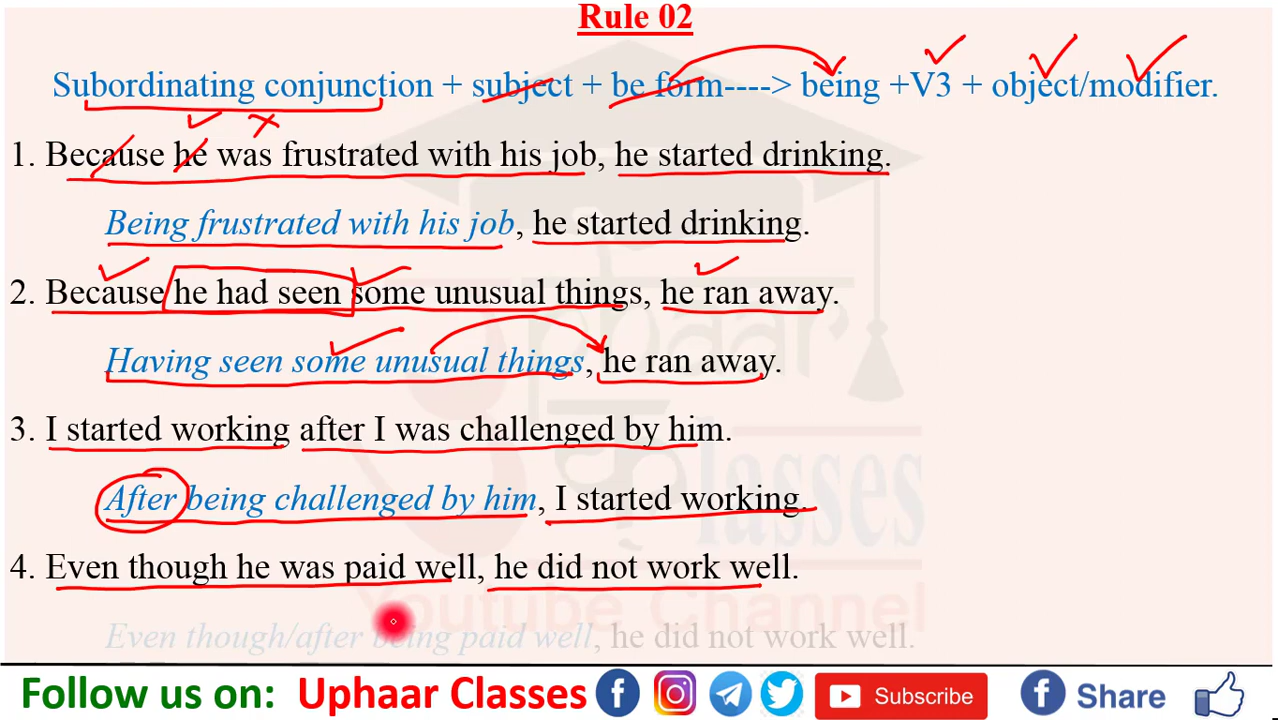 Rule 02
Subordinating conjunction + subject + be form----> being +V3 + object/modifier.
1. Because he was frustrated with his job, he started drinking.
Being frustrated with his job, he started drinking.
2. Because he had seen some unusual things, he ran away.
Having seen some unusual things, he ran away.
3. I started working after I was challenged by him.
After being challenged by him, I started working.
4. Even though he was paid well, he did not work well.
Youtube Channel
Even though/after being paid well, he did not work well.
Follow us on: Uphaar Classes Subscribe Share